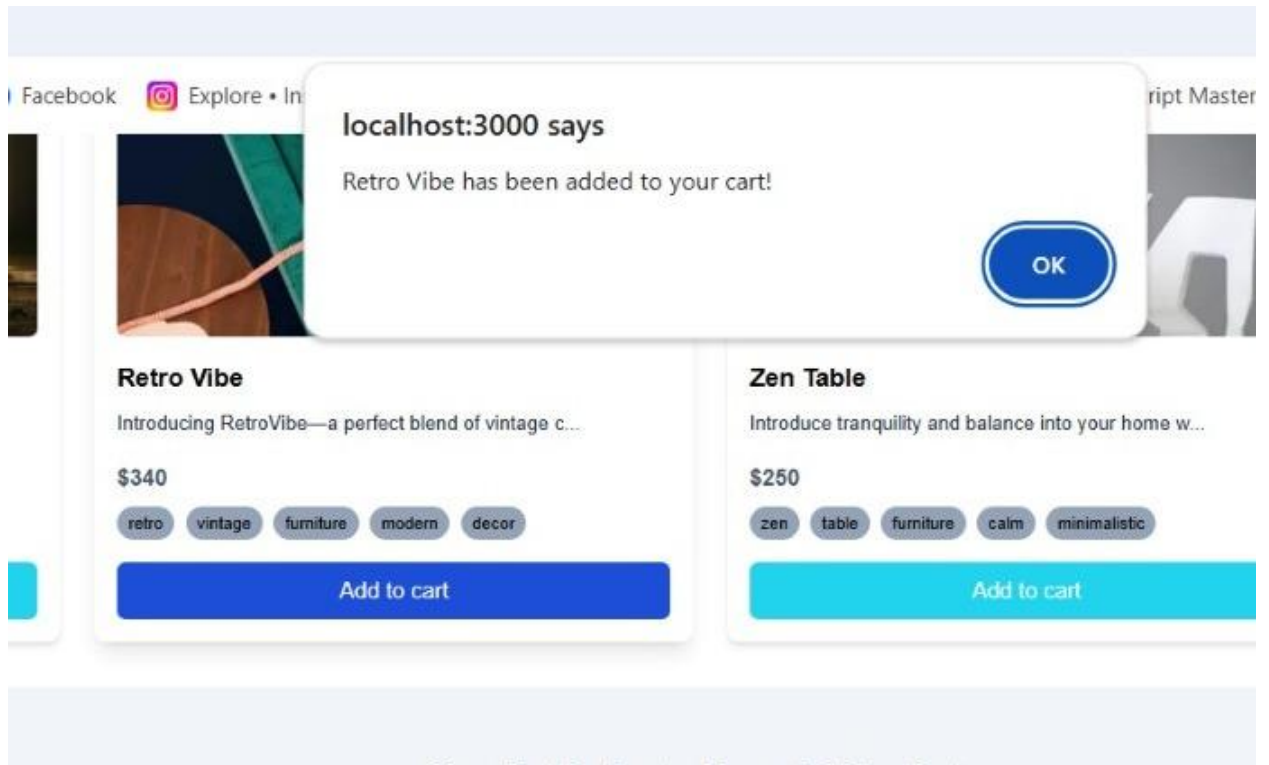 Facebook Explore • In ript Master
localhost:3000 says
Retro Vibe has been added to your cart!
OK
Retro Vibe
Introducing RetroVibe—a perfect blend of vintage c...
$340
retro vintage furniture modern decor
Add to cart
Zen Table
Introduce tranquility and balance into your home w...
$250
zen table furniture calm minimalistic
Add to cart